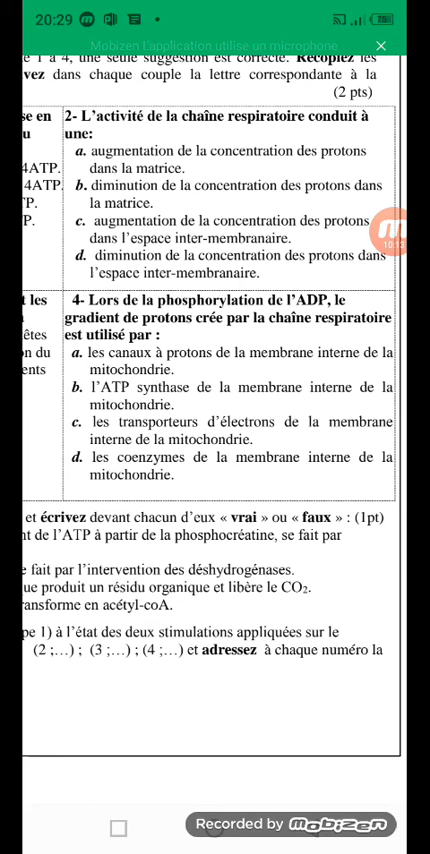 20:29
Mobizen L'application utilise un microphone
e 1 à 4, une seule suggestion est correcte. Recopiez les
vez dans chaque couple la lettre correspondante à la
(2 pts)
se en
u
4ATP.
4ATP.
TP.
P.
2- L'activité de la chaîne respiratoire conduit à
une:
a. augmentation de la concentration des protons
dans la matrice.
b. diminution de la concentration des protons dans
la matrice.
c. augmentation de la concentration des protons
dans l'espace inter-membranaire.
d. diminution de la concentration des protons dans
l'espace inter-membranaire.
10:13
t les
êtes
on du
ents
4- Lors de la phosphorylation de l'ADP, le
gradient de protons crée par la chaîne respiratoire
est utilisé par :
a. les canaux à protons de la membrane interne de la
mitochondrie.
b. l'ATP synthase de la membrane interne de la
mitochondrie.
c. les transporteurs d'électrons de la membrane
interne de la mitochondrie.
d. les coenzymes de la membrane interne de la
mitochondrie.
et écrivez devant chacun d'eux « vrai » ou « faux » : (1pt)
nt de l'ATP à partir de la phosphocréatine, se fait par
e fait par l'intervention des déshydrogénases.
ue produit un résidu organique et libère le CO₂.
ransforme en acétyl-coA.
pe 1) à l'état des deux stimulations appliquées sur le
(2 ;…) ; (3 ;…) ; (4 ;…) et adressez à chaque numéro la
Recorded by Mobizen